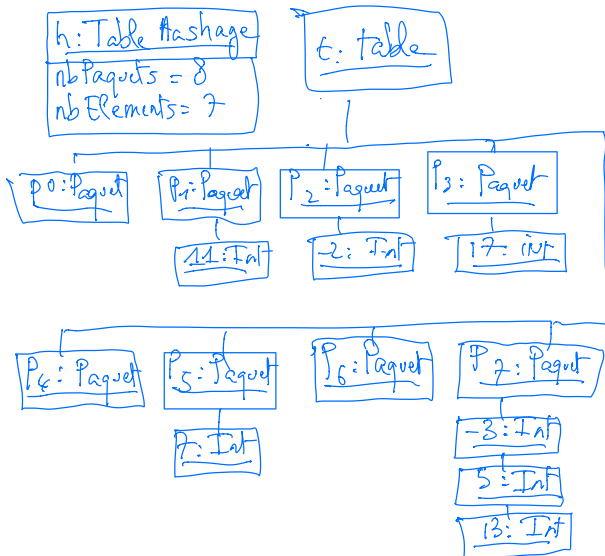 h: Table Hashage
nbPaquets = 8
nbElements = 7
t: table
P0: Paquet
P1: Paquet
P2: Paquet
P3: Paquet
11: Int
-2: Int
17: int
P4: Paquet
P5: Paquet
P6: Paquet
P7: Paquet
7: Int
-3: Int
5: Int
13: Int